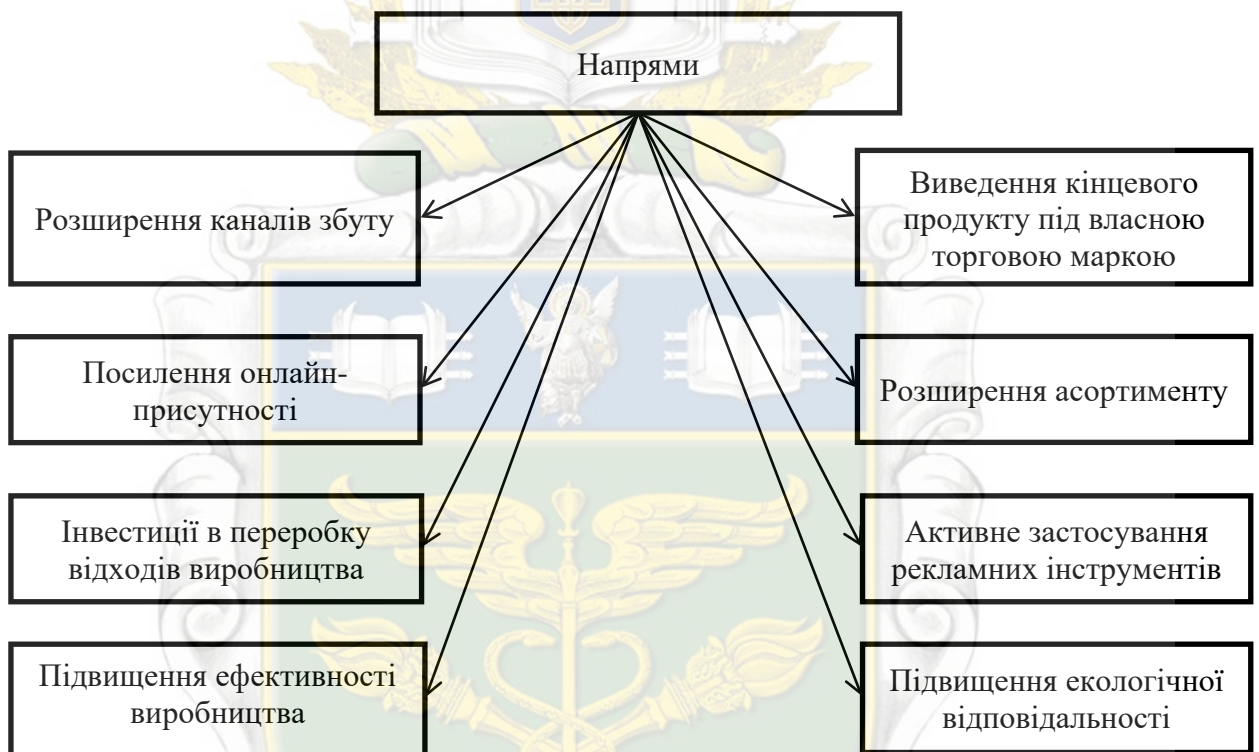 Напрями
Розширення каналів збуту
Виведення кінцевого
продукту під власною
торговою маркою
Посилення онлайн-
присутності
Розширення асортименту
Інвестиції в переробку
відходів виробництва
Активне застосування
рекламних інструментів
Підвищення ефективності
виробництва
Підвищення екологічної
відповідальності